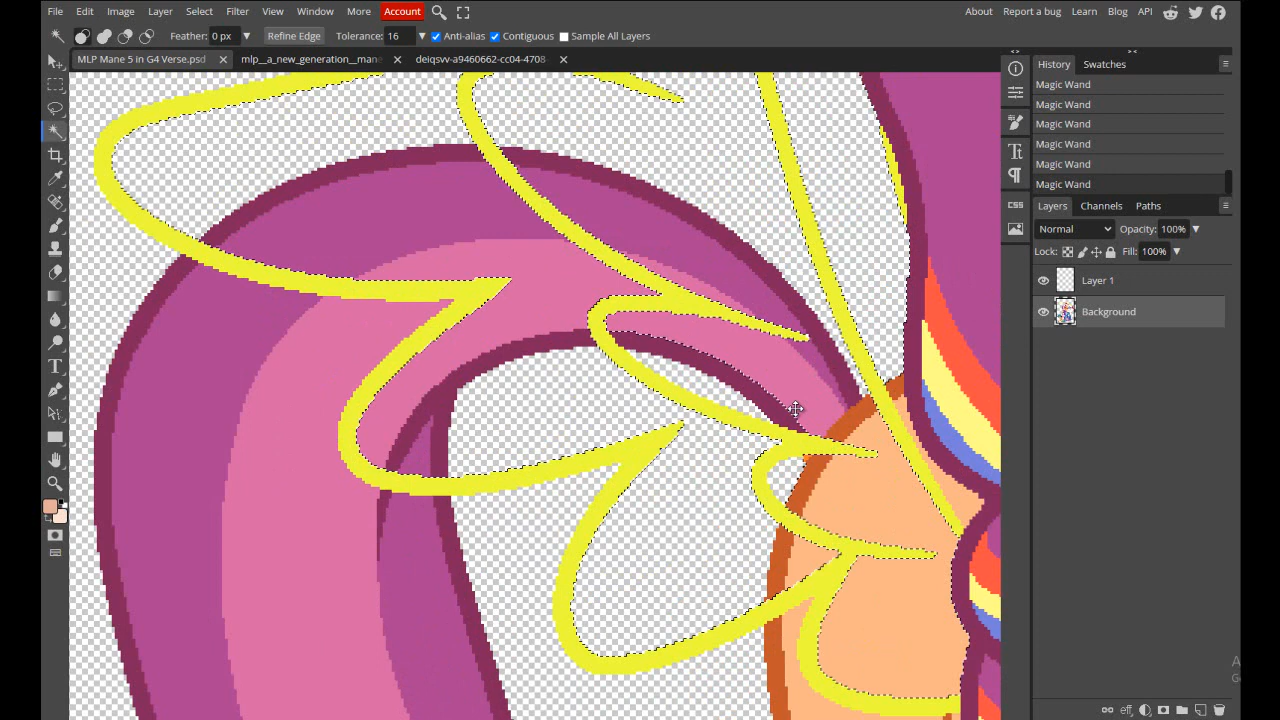 File Edit Image Layer Select Filter View Window More Account About Report a bug Learn Blog API
Feather: 0 px Refine Edge Tolerance: 16 Anti-alias Contiguous Sample All Layers
MLP Mane 5 in G4 Verse.psd mlp__a_new_generation__mane deiqsvv-a9460662-cc04-4708
History Swatches
Magic Wand
Magic Wand
Magic Wand
Magic Wand
Magic Wand
Magic Wand
Layers Channels Paths
Normal Opacity: 100%
Lock: Fill: 100%
Layer 1
Background
CSS
eff